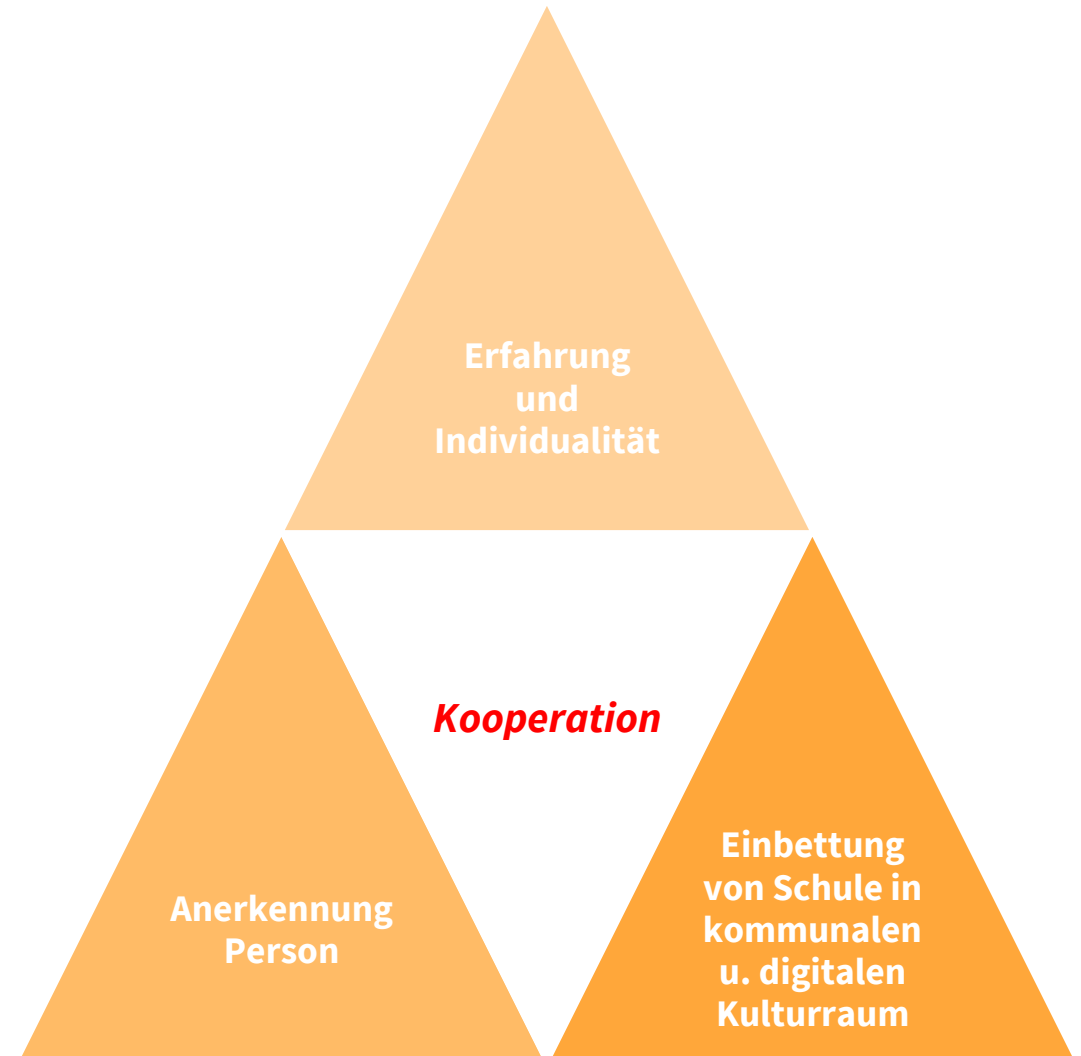 Erfahrung
und
Individualität
Kooperation
Anerkennung
Person
Einbettung
von Schule in
kommunalen
u. digitalen
Kulturraum